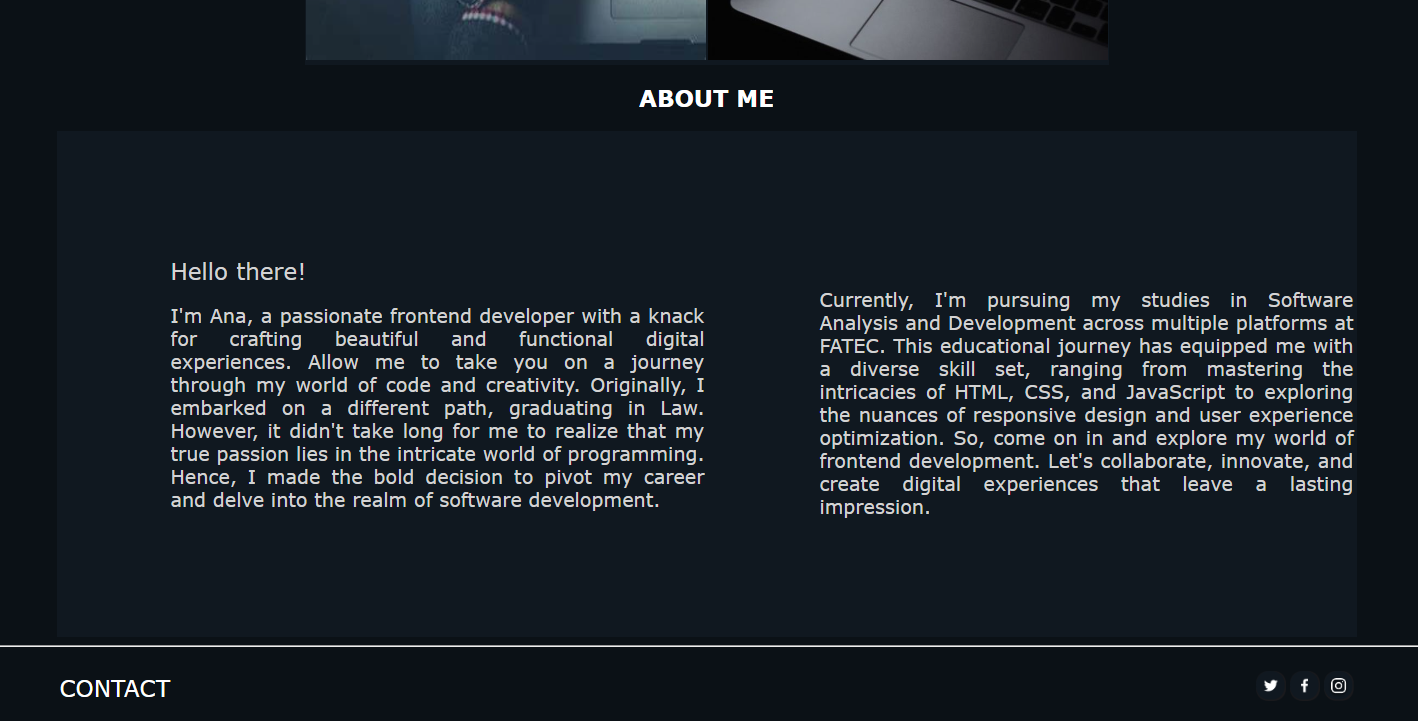 ABOUT ME
Hello there!
I'm Ana, a passionate frontend developer with a knack
for crafting beautiful and functional digital
experiences. Allow me to take you on a journey
through my world of code and creativity. Originally, I
embarked on a different path, graduating in Law.
However, it didn't take long for me to realize that my
true passion lies in the intricate world of programming.
Hence, I made the bold decision to pivot my career
and delve into the realm of software development.
Currently, I'm pursuing my studies in Software
Analysis and Development across multiple platforms at
FATEC. This educational journey has equipped me with
a diverse skill set, ranging from mastering the
intricacies of HTML, CSS, and JavaScript to exploring
the nuances of responsive design and user experience
optimization. So, come on in and explore my world of
frontend development. Let's collaborate, innovate, and
create digital experiences that leave a lasting
impression.
CONTACT